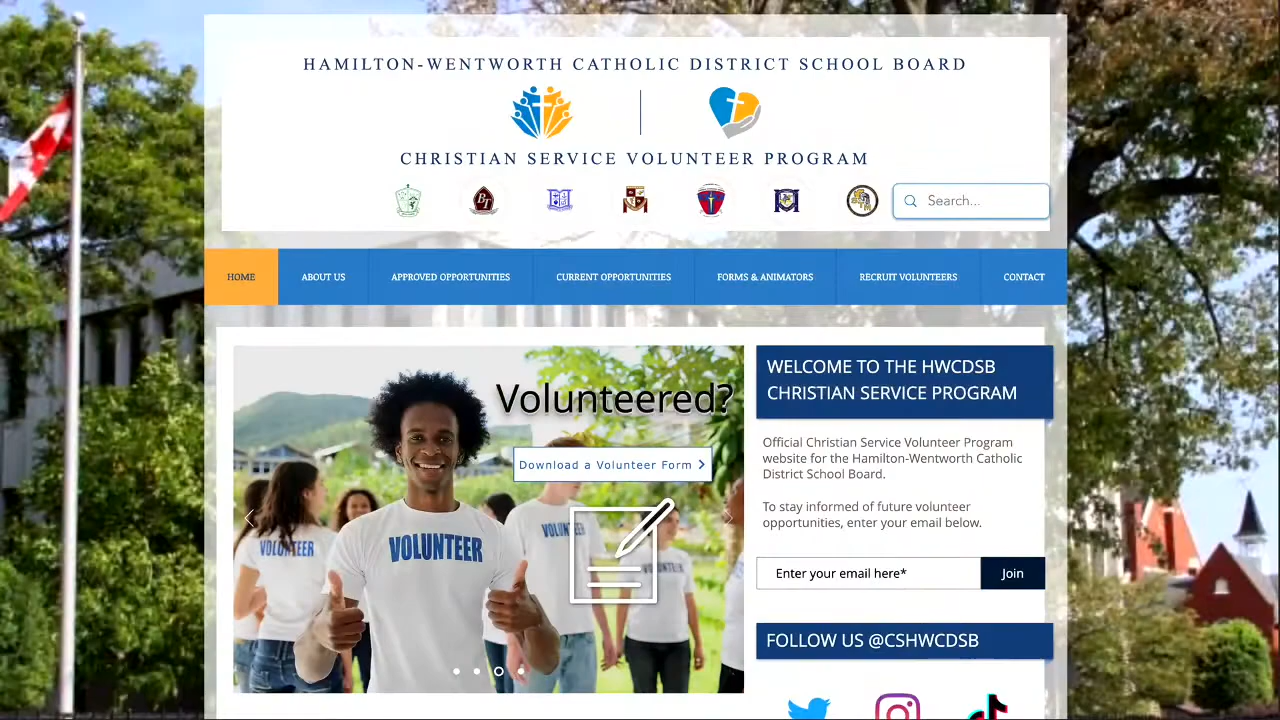 HAMILTON-WENTWORTH CATHOLIC DISTRICT SCHOOL BOARD
CHRISTIAN SERVICE VOLUNTEER PROGRAM
BT
Search...
HOME
ABOUT US
APPROVED OPPORTUNITIES
CURRENT OPPORTUNITIES
FORMS & ANIMATORS
RECRUIT VOLUNTEERS
CONTACT
Volunteered?
Download a Volunteer Form
VOLUNTEER
VOLUNTEER
VOLUNTEER
VOLUNTEER
WELCOME TO THE HWCDSB
CHRISTIAN SERVICE PROGRAM
Official Christian Service Volunteer Program
website for the Hamilton-Wentworth Catholic
District School Board.
To stay informed of future volunteer
opportunities, enter your email below.
Enter your email here*
Join
FOLLOW US @CSHWCDSB